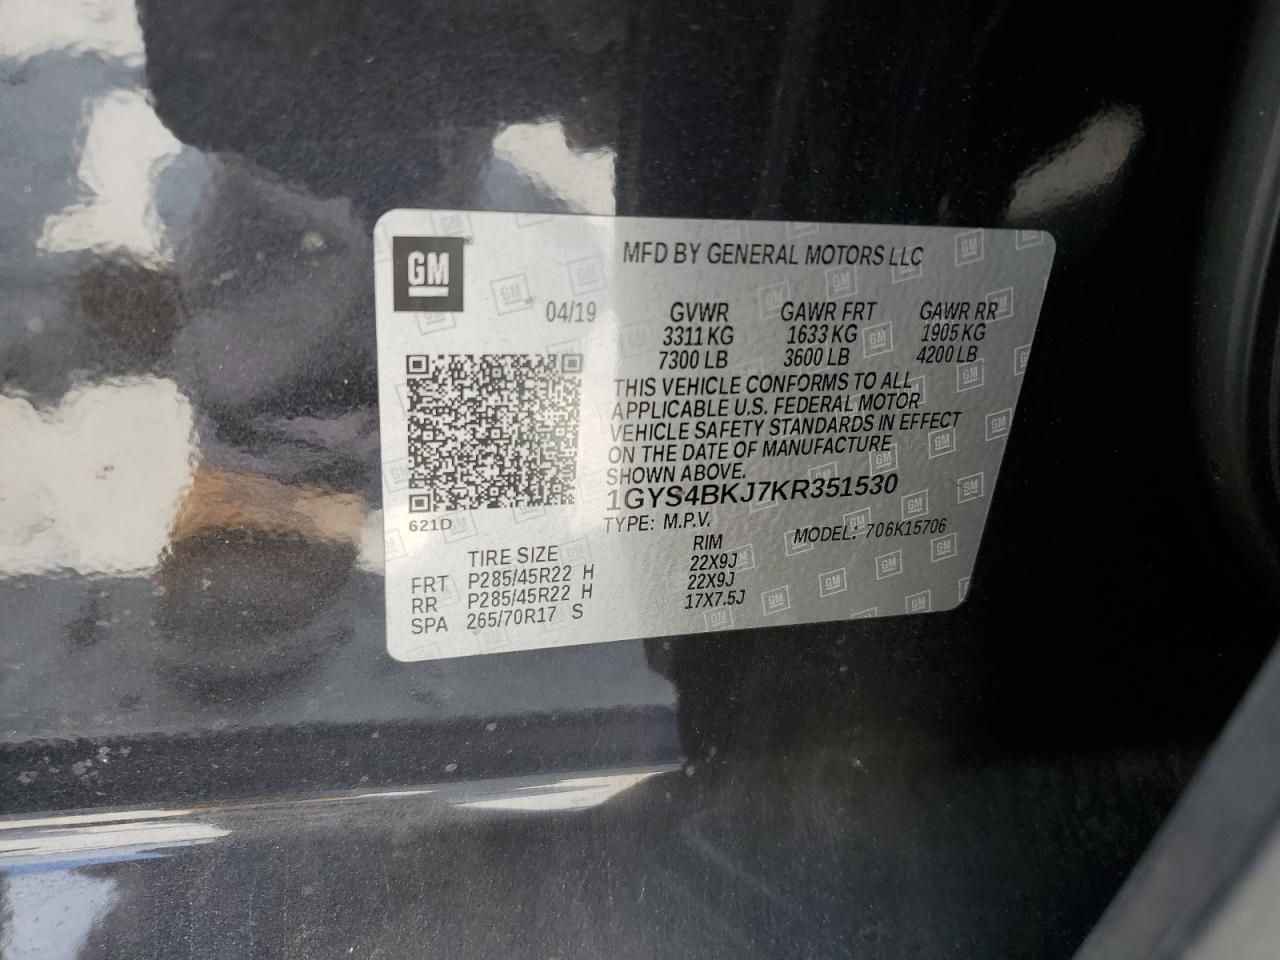 GM
MFD BY GENERAL MOTORS LLC
04/19
GVWR GAWR FRT GAWR RR
3311 KG 1633 KG 1905 KG
7300 LB 3600 LB 4200 LB
THIS VEHICLE CONFORMS TO ALL
APPLICABLE U.S. FEDERAL MOTOR
VEHICLE SAFETY STANDARDS IN EFFECT
ON THE DATE OF MANUFACTURE
SHOWN ABOVE.
1GYS4BKJ7KR351530
621D
TYPE: M.P.V. MODEL: 706K15706
TIRE SIZE RIM
FRT P285/45R22 H 22X9J
RR P285/45R22 H 22X9J
SPA 265/70R17 S 17X7.5J